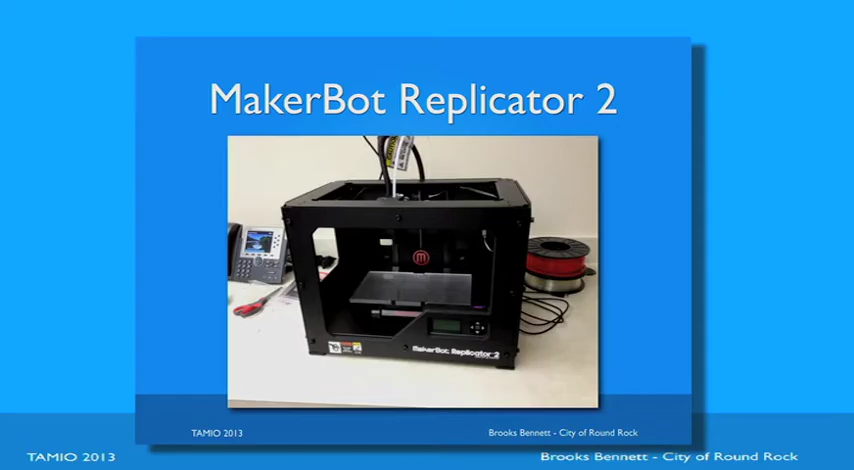 MakerBot Replicator 2
M
MakerBot. Replicator 2
TAMIO 2013
Brooks Bennett - City of Round Rock
TAMIO 2013
Brooks Bennett - City of Round Rock